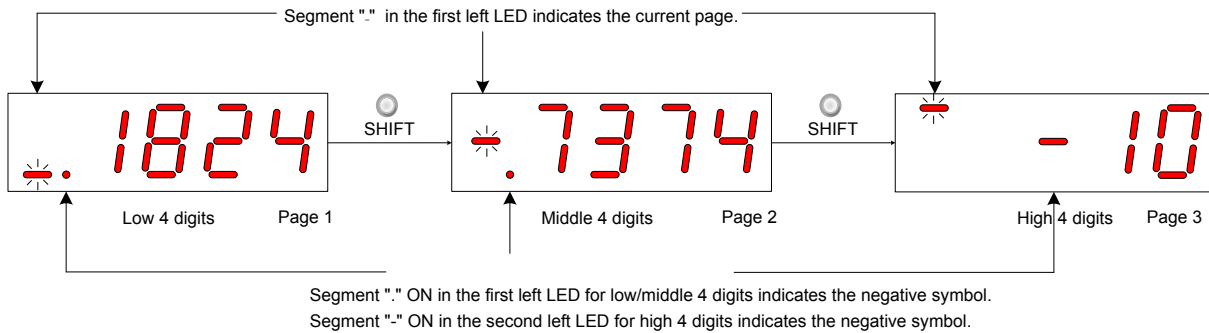 Segment "-" in the first left LED indicates the current page.
1824
SHIFT
.7374
SHIFT
-10
Low 4 digits Page 1 Middle 4 digits Page 2 High 4 digits Page 3
Segment "." ON in the first left LED for low/middle 4 digits indicates the negative symbol.
Segment "-" ON in the second left LED for high 4 digits indicates the negative symbol.